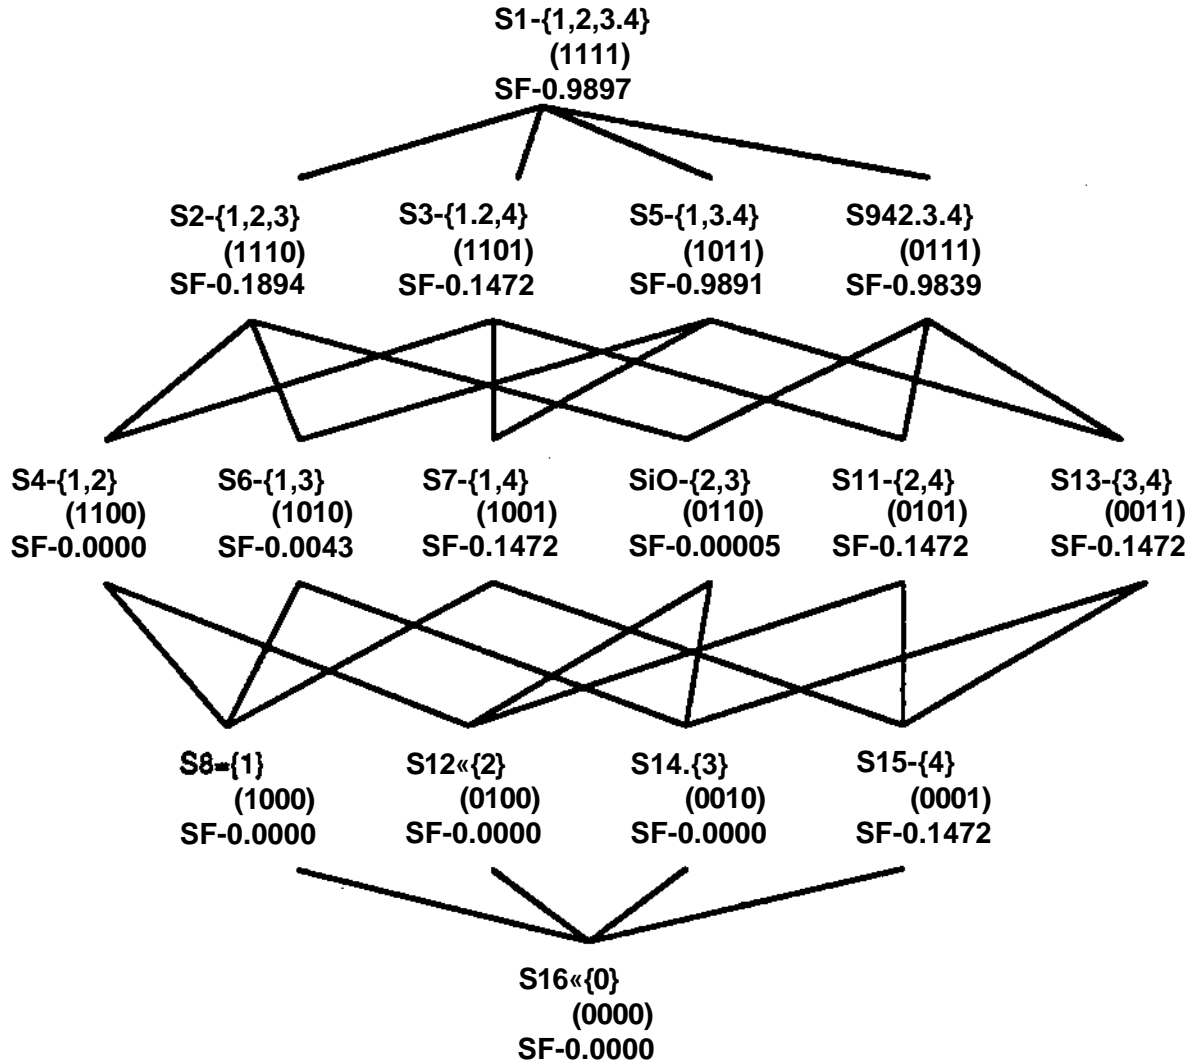 S1-{1,2,3.4}
(1111)
SF-0.9897
S2-{1,2,3}
(1110)
SF-0.1894
S3-{1.2,4}
(1101)
SF-0.1472
S5-{1,3.4}
(1011)
SF-0.9891
S942.3.4}
(0111)
SF-0.9839
S4-{1,2}
(1100)
SF-0.0000
S6-{1,3}
(1010)
SF-0.0043
S7-{1,4}
(1001)
SF-0.1472
SiO-{2,3}
(0110)
SF-0.00005
S11-{2,4}
(0101)
SF-0.1472
S13-{3,4}
(0011)
SF-0.1472
S8={1}
(1000)
SF-0.0000
S12«{2}
(0100)
SF-0.0000
S14.{3}
(0010)
SF-0.0000
S15-{4}
(0001)
SF-0.1472
S16«{0}
(0000)
SF-0.0000